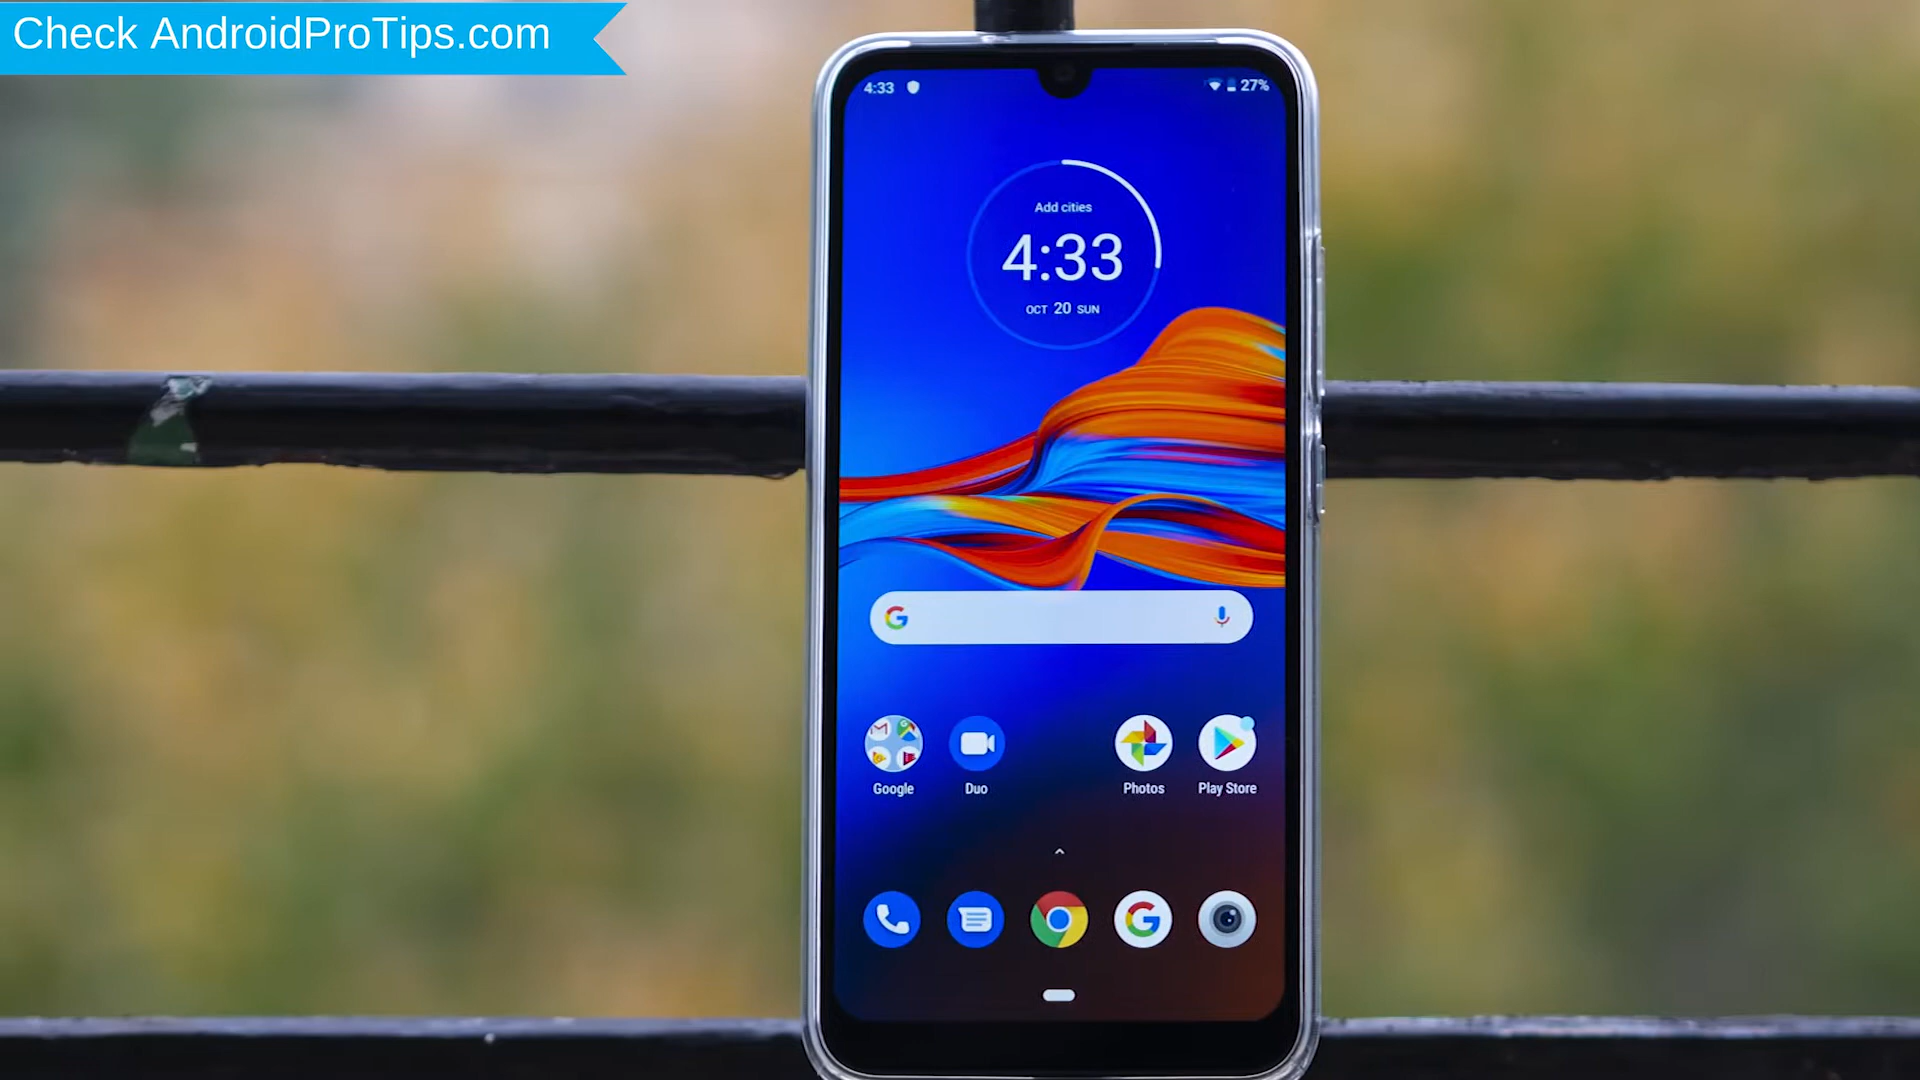 Check AndroidProTips.com
4:33
27%
Add cities
4:33
OCT 20 SUN
Google
Duo
Photos
Play Store